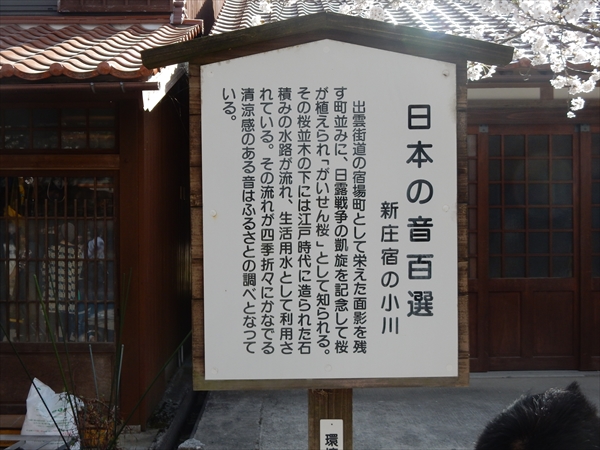 日本の音百選
新庄宿の小川
出雲街道の宿場町として栄えた面影を残
す町並みに、日露戦争の凱旋を記念して桜
が植えられ「がいせん桜」として知られる。
その桜並木の下には江戸時代に造られた石
積みの水路が流れ、生活用水として利用さ
れている。その流れが四季折々にかなでる
清涼感のある音はふるさとの調べとなって
いる。
環